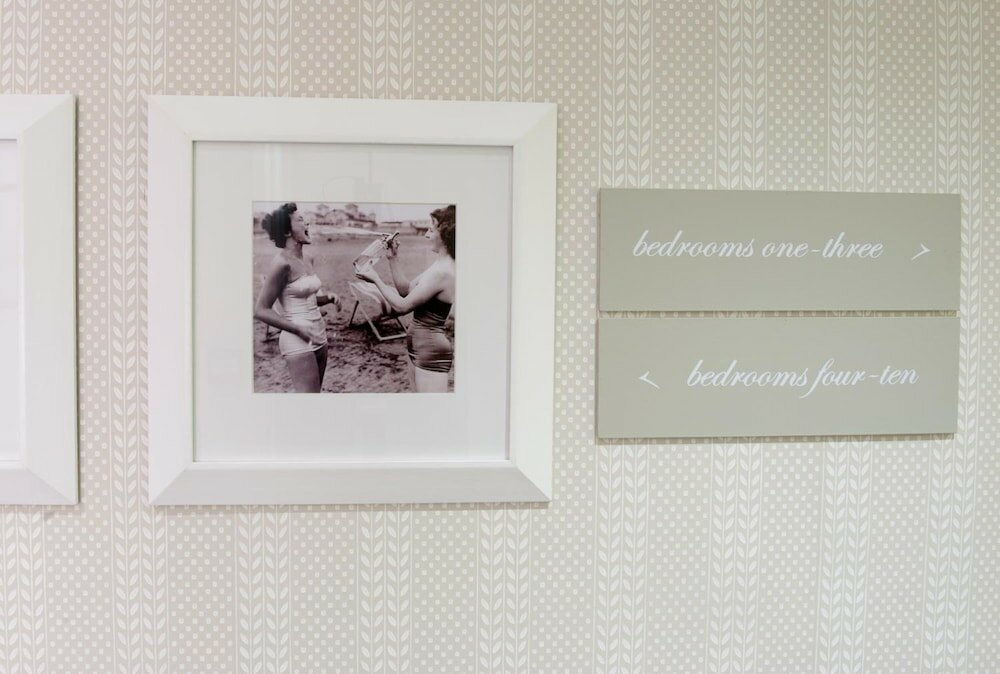 bedrooms one-three >
< bedrooms four-ten